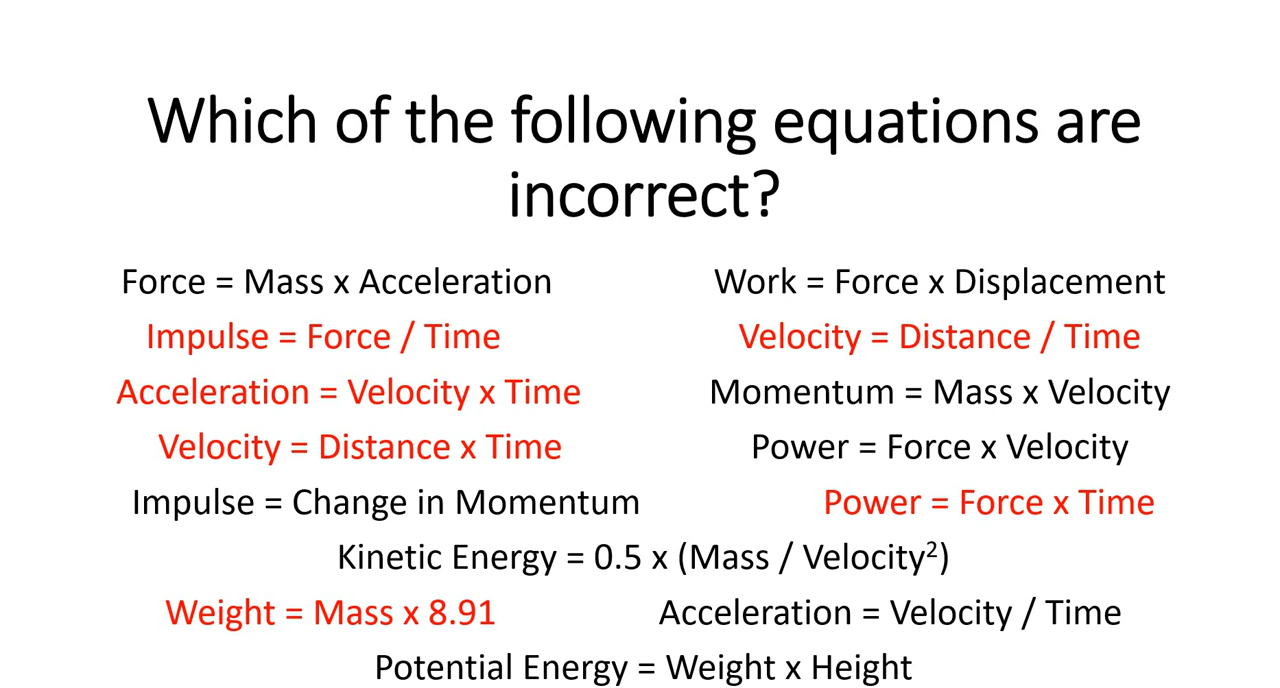 Which of the following equations are
incorrect?
Force = Mass x Acceleration
Work = Force x Displacement
Impulse = Force / Time
Velocity = Distance / Time
Acceleration = Velocity x Time
Momentum = Mass x Velocity
Velocity = Distance x Time
Power = Force x Velocity
Impulse = Change in Momentum
Power = Force x Time
Kinetic Energy = 0.5 x (Mass / Velocity²)
Weight = Mass x 8.91
Acceleration = Velocity / Time
Potential Energy = Weight x Height